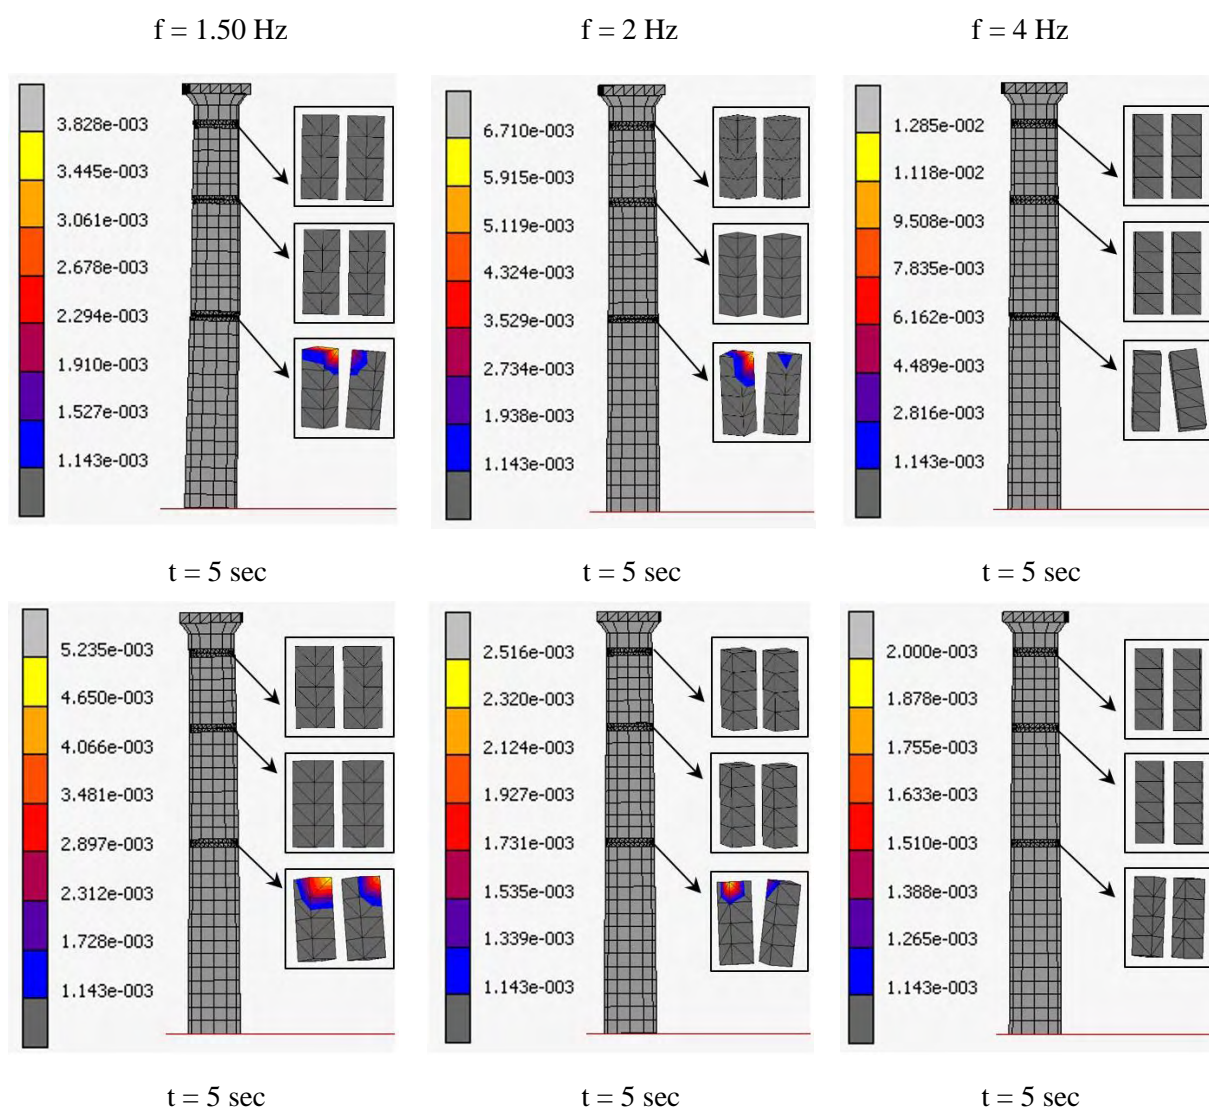 f = 1.50 Hz
f = 2 Hz
f = 4 Hz
3.828e-003
3.445e-003
3.061e-003
2.678e-003
2.294e-003
1.910e-003
1.527e-003
1.143e-003
6.710e-003
5.915e-003
5.119e-003
4.324e-003
3.529e-003
2.734e-003
1.938e-003
1.143e-003
1.285e-002
1.118e-002
9.508e-003
7.835e-003
6.162e-003
4.489e-003
2.816e-003
1.143e-003
t = 5 sec
t = 5 sec
t = 5 sec
5.235e-003
4.650e-003
4.066e-003
3.481e-003
2.897e-003
2.312e-003
1.728e-003
1.143e-003
2.516e-003
2.320e-003
2.124e-003
1.927e-003
1.731e-003
1.535e-003
1.339e-003
1.143e-003
2.000e-003
1.878e-003
1.755e-003
1.633e-003
1.510e-003
1.388e-003
1.265e-003
1.143e-003
t = 5 sec
t = 5 sec
t = 5 sec